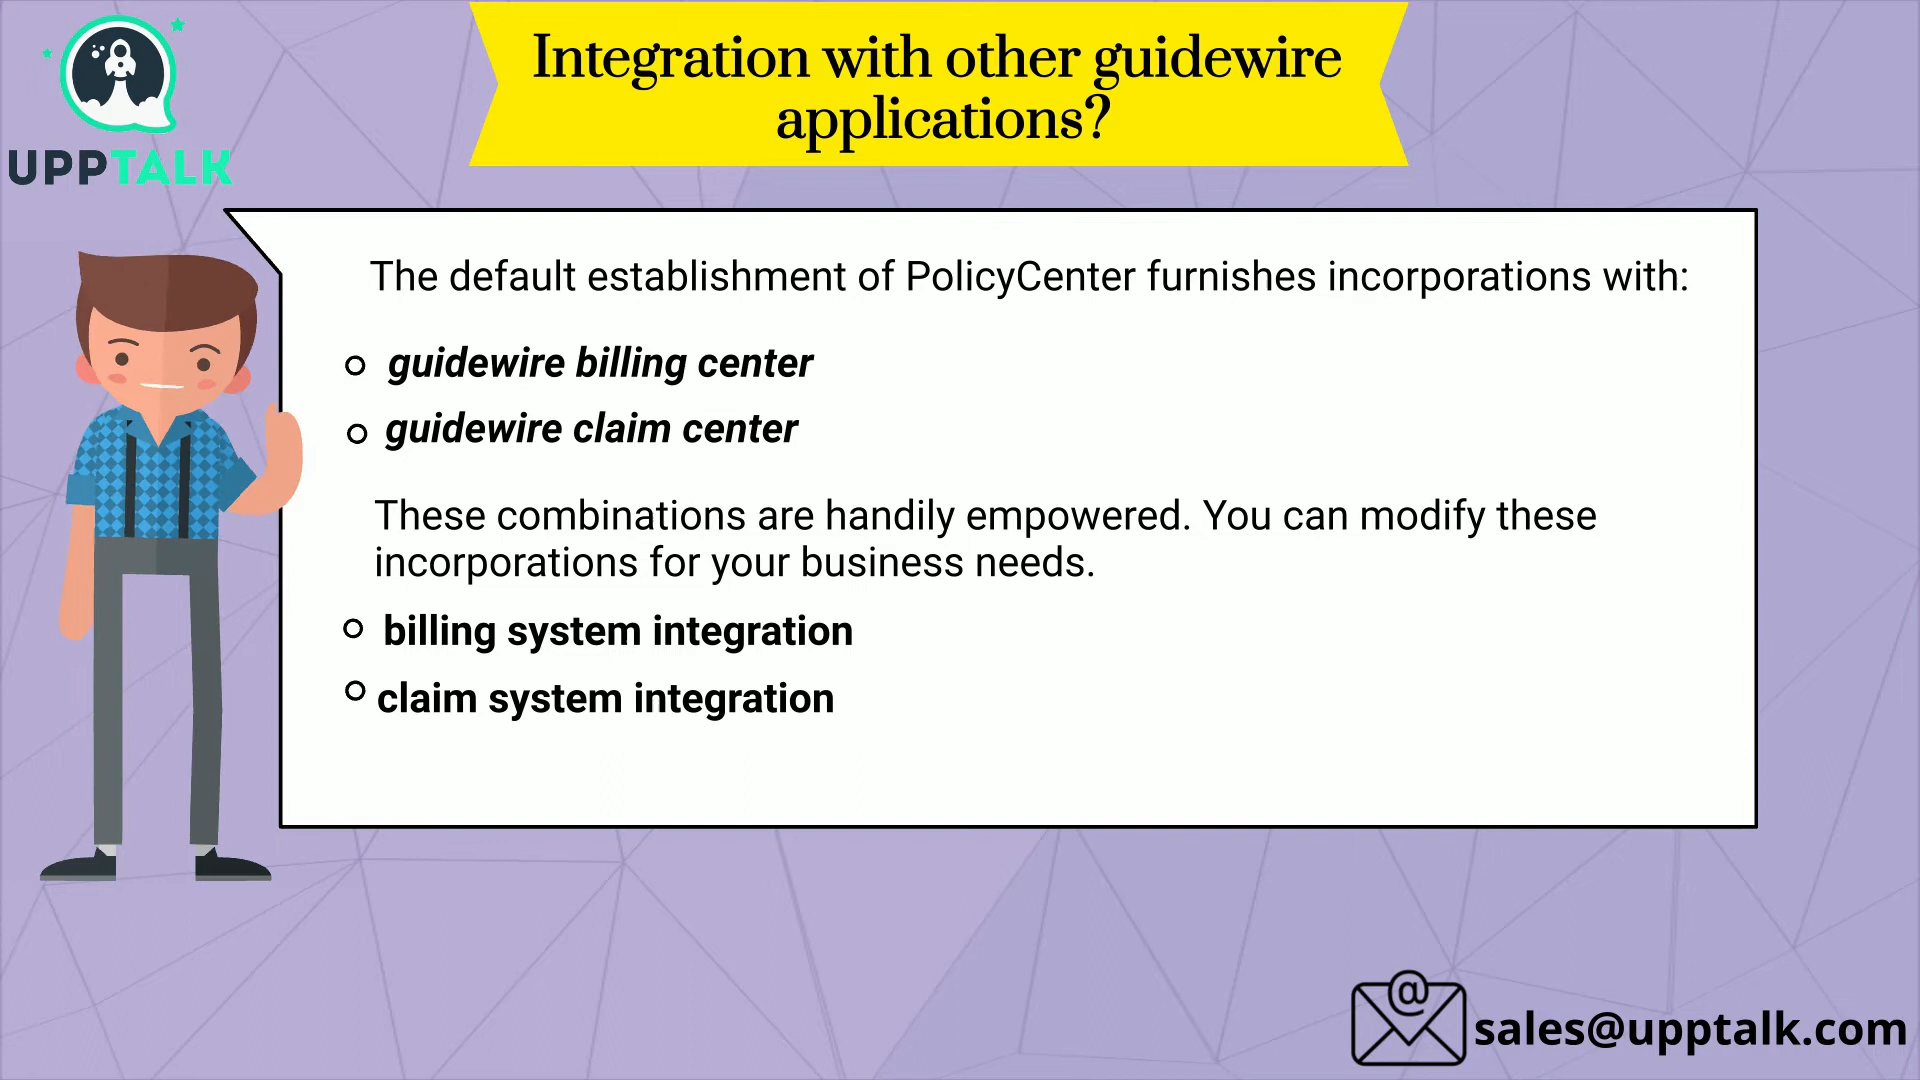 UPPTALK
Integration with other guidewire
applications?
The default establishment of PolicyCenter furnishes incorporations with:
guidewire billing center
guidewire claim center
These combinations are handily empowered. You can modify these
incorporations for your business needs.
billing system integration
claim system integration
@
sales@upptalk.com